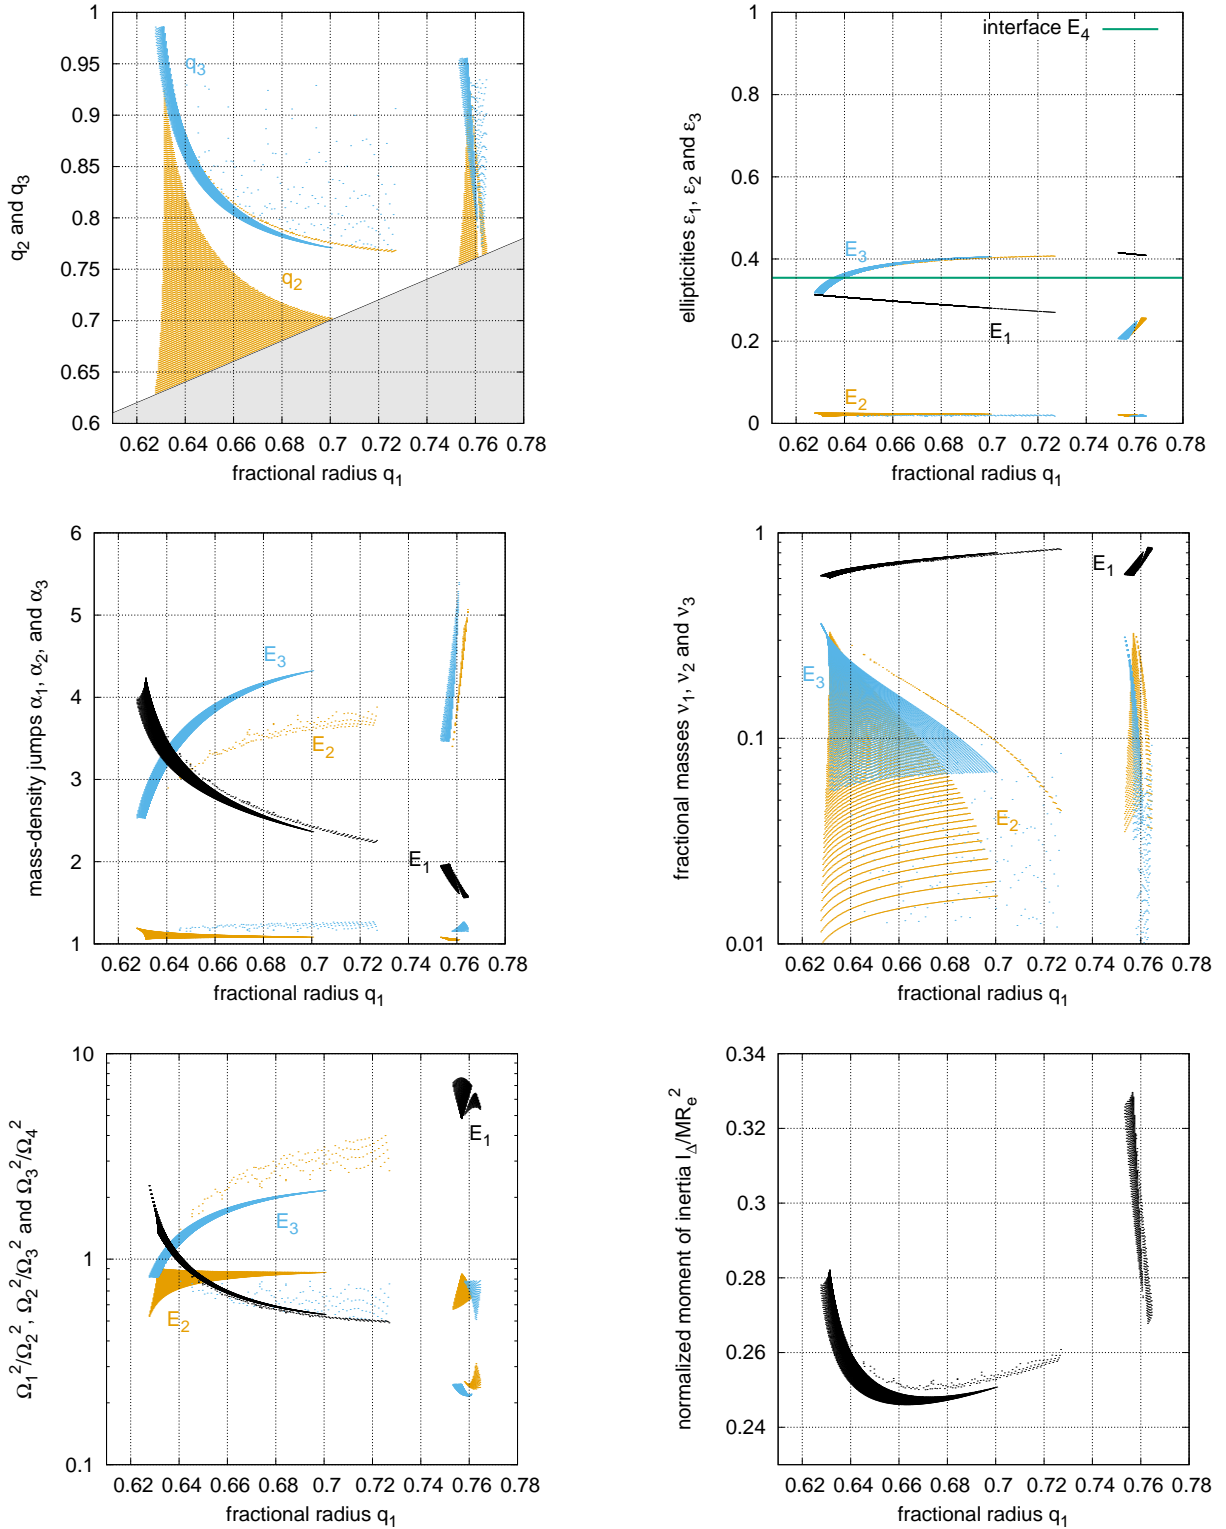 1
0.95
0.9
0.85
0.8
0.75
0.7
0.65
0.6
q2 and q3
q3
q2
0.62 0.64 0.66 0.68 0.7 0.72 0.74 0.76 0.78
fractional radius q1
1
0.8
0.6
0.4
0.2
0
ellipticities ε1, ε2 and ε3
interface E4
E3
E1
E2
0.62 0.64 0.66 0.68 0.7 0.72 0.74 0.76 0.78
fractional radius q1
6
5
4
3
2
1
mass-density jumps α1, α2, and α3
E3
E2
E1
0.62 0.64 0.66 0.68 0.7 0.72 0.74 0.76 0.78
fractional radius q1
1
0.1
0.01
fractional masses ν1, ν2 and ν3
E1
E3
E2
0.62 0.64 0.66 0.68 0.7 0.72 0.74 0.76 0.78
fractional radius q1
10
1
0.1
Ω1²/Ω2², Ω2²/Ω3² and Ω3²/Ω4²
E1
E3
E2
0.62 0.64 0.66 0.68 0.7 0.72 0.74 0.76 0.78
fractional radius q1
0.34
0.32
0.3
0.28
0.26
0.24
normalized moment of inertia IΔ/MRe²
0.62 0.64 0.66 0.68 0.7 0.72 0.74 0.76 0.78
fractional radius q1